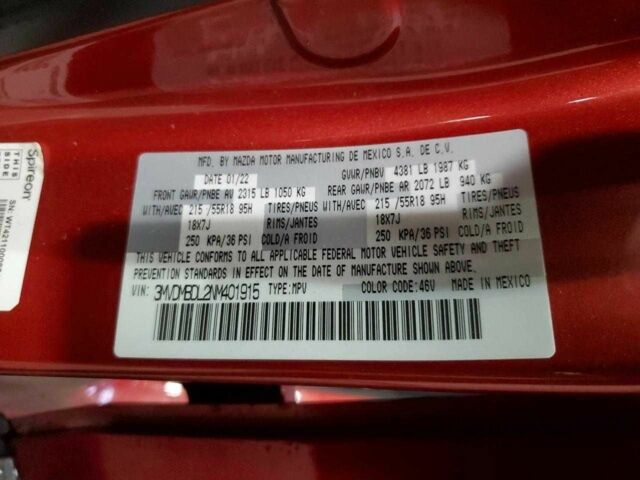 MFD. BY MAZDA MOTOR MANUFACTURING DE MEXICO S.A. DE C.V.
DATE 01/22 GVWR/PNBV 4381 LB 1987 KG
FRONT GAWR/PNBE AV 2315 LB 1050 KG REAR GAWR/PNBE AR 2072 LB 940 KG
WITH/AVEC 215 /55R18 95H TIRES/PNEUS WITH/AVEC 215 /55R18 95H TIRES/PNEUS
18X7J RIMS/JANTES 18X7J RIMS/JANTES
250 KPA/36 PSI COLD/A FROID 250 KPA/36 PSI COLD/A FROID
THIS VEHICLE CONFORMS TO ALL APPLICABLE FEDERAL MOTOR VEHICLE SAFETY AND THEFT
PREVENTION STANDARDS IN EFFECT ON THE DATE OF MANUFACTURE SHOWN ABOVE.
VIN: 3MVDMBDL2NM401915 TYPE:MPV COLOR CODE:46V MADE IN MEXICO
THIS
SIDE
Spireon